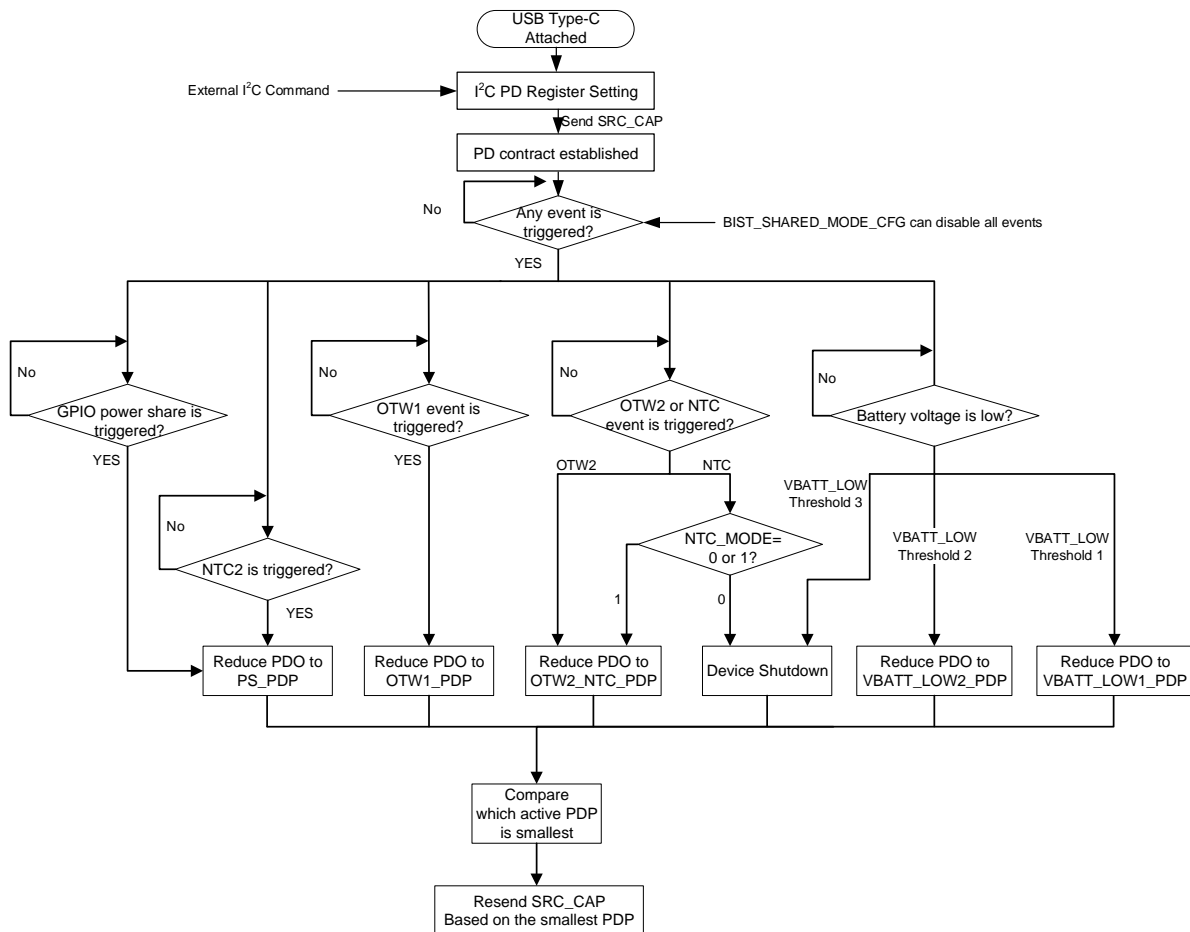 USB Type-C
Attached
External I²C Command
I²C PD Register Setting
Send SRC_CAP
PD contract established
No
Any event is
triggered?
BIST_SHARED_MODE_CFG can disable all events
YES
No
GPIO power share is
triggered?
YES
No
NTC2 is triggered?
YES
No
OTW1 event is
triggered?
YES
No
OTW2 or NTC
event is triggered?
OTW2
NTC
NTC_MODE=
0 or 1?
1
0
No
Battery voltage is low?
VBATT_LOW
Threshold 3
VBATT_LOW
Threshold 2
VBATT_LOW
Threshold 1
Reduce PDO to
PS_PDP
Reduce PDO to
OTW1_PDP
Reduce PDO to
OTW2_NTC_PDP
Device Shutdown
Reduce PDO to
VBATT_LOW2_PDP
Reduce PDO to
VBATT_LOW1_PDP
Compare
which active PDP
is smallest
Resend SRC_CAP
Based on the smallest PDP